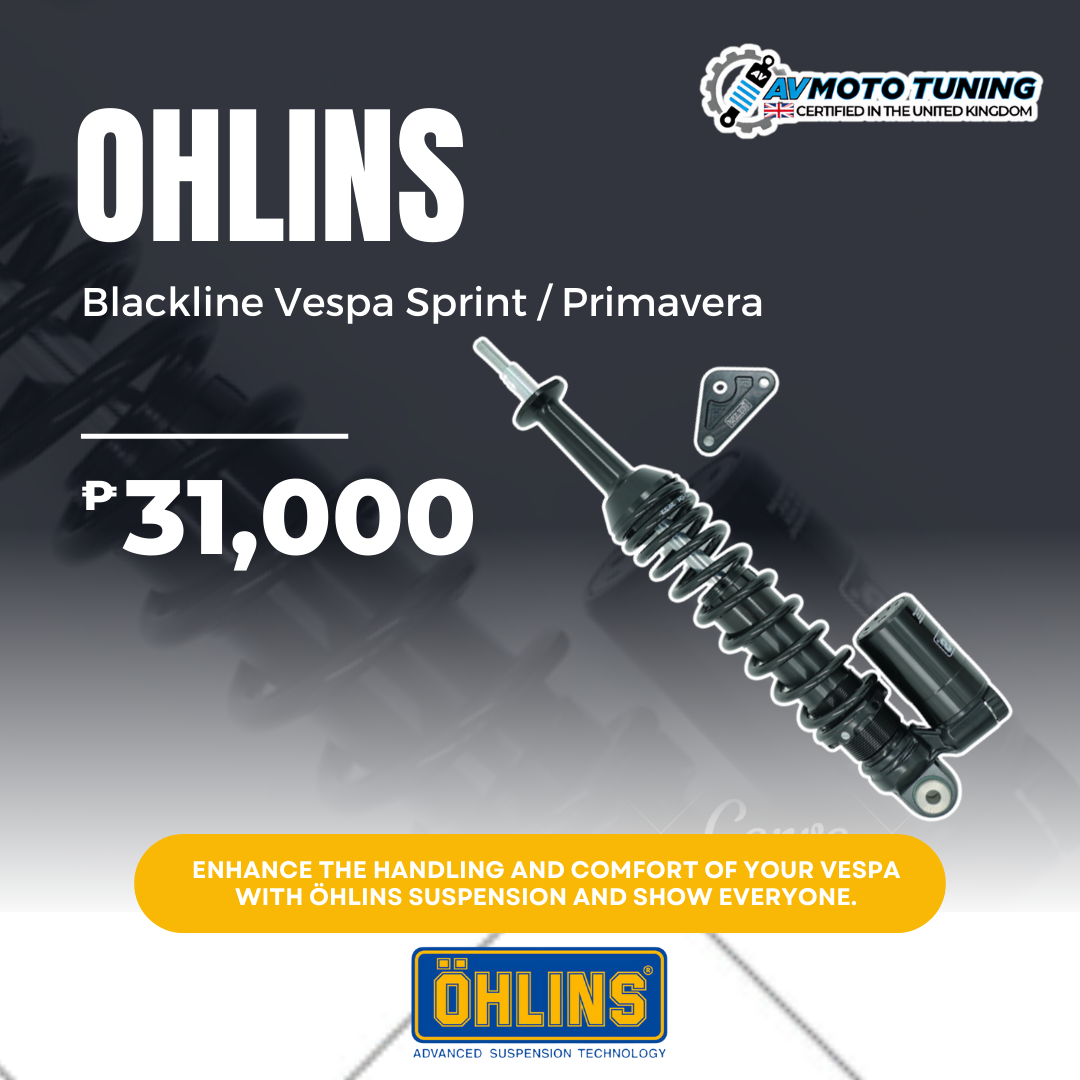 AV
AVMOTO TUNING
CERTIFIED IN THE UNITED KINGDOM
OHLINS
Blackline Vespa Sprint / Primavera
₱31,000
ENHANCE THE HANDLING AND COMFORT OF YOUR VESPA
WITH ÖHLINS SUSPENSION AND SHOW EVERYONE.
ÖHLINS®
ADVANCED SUSPENSION TECHNOLOGY